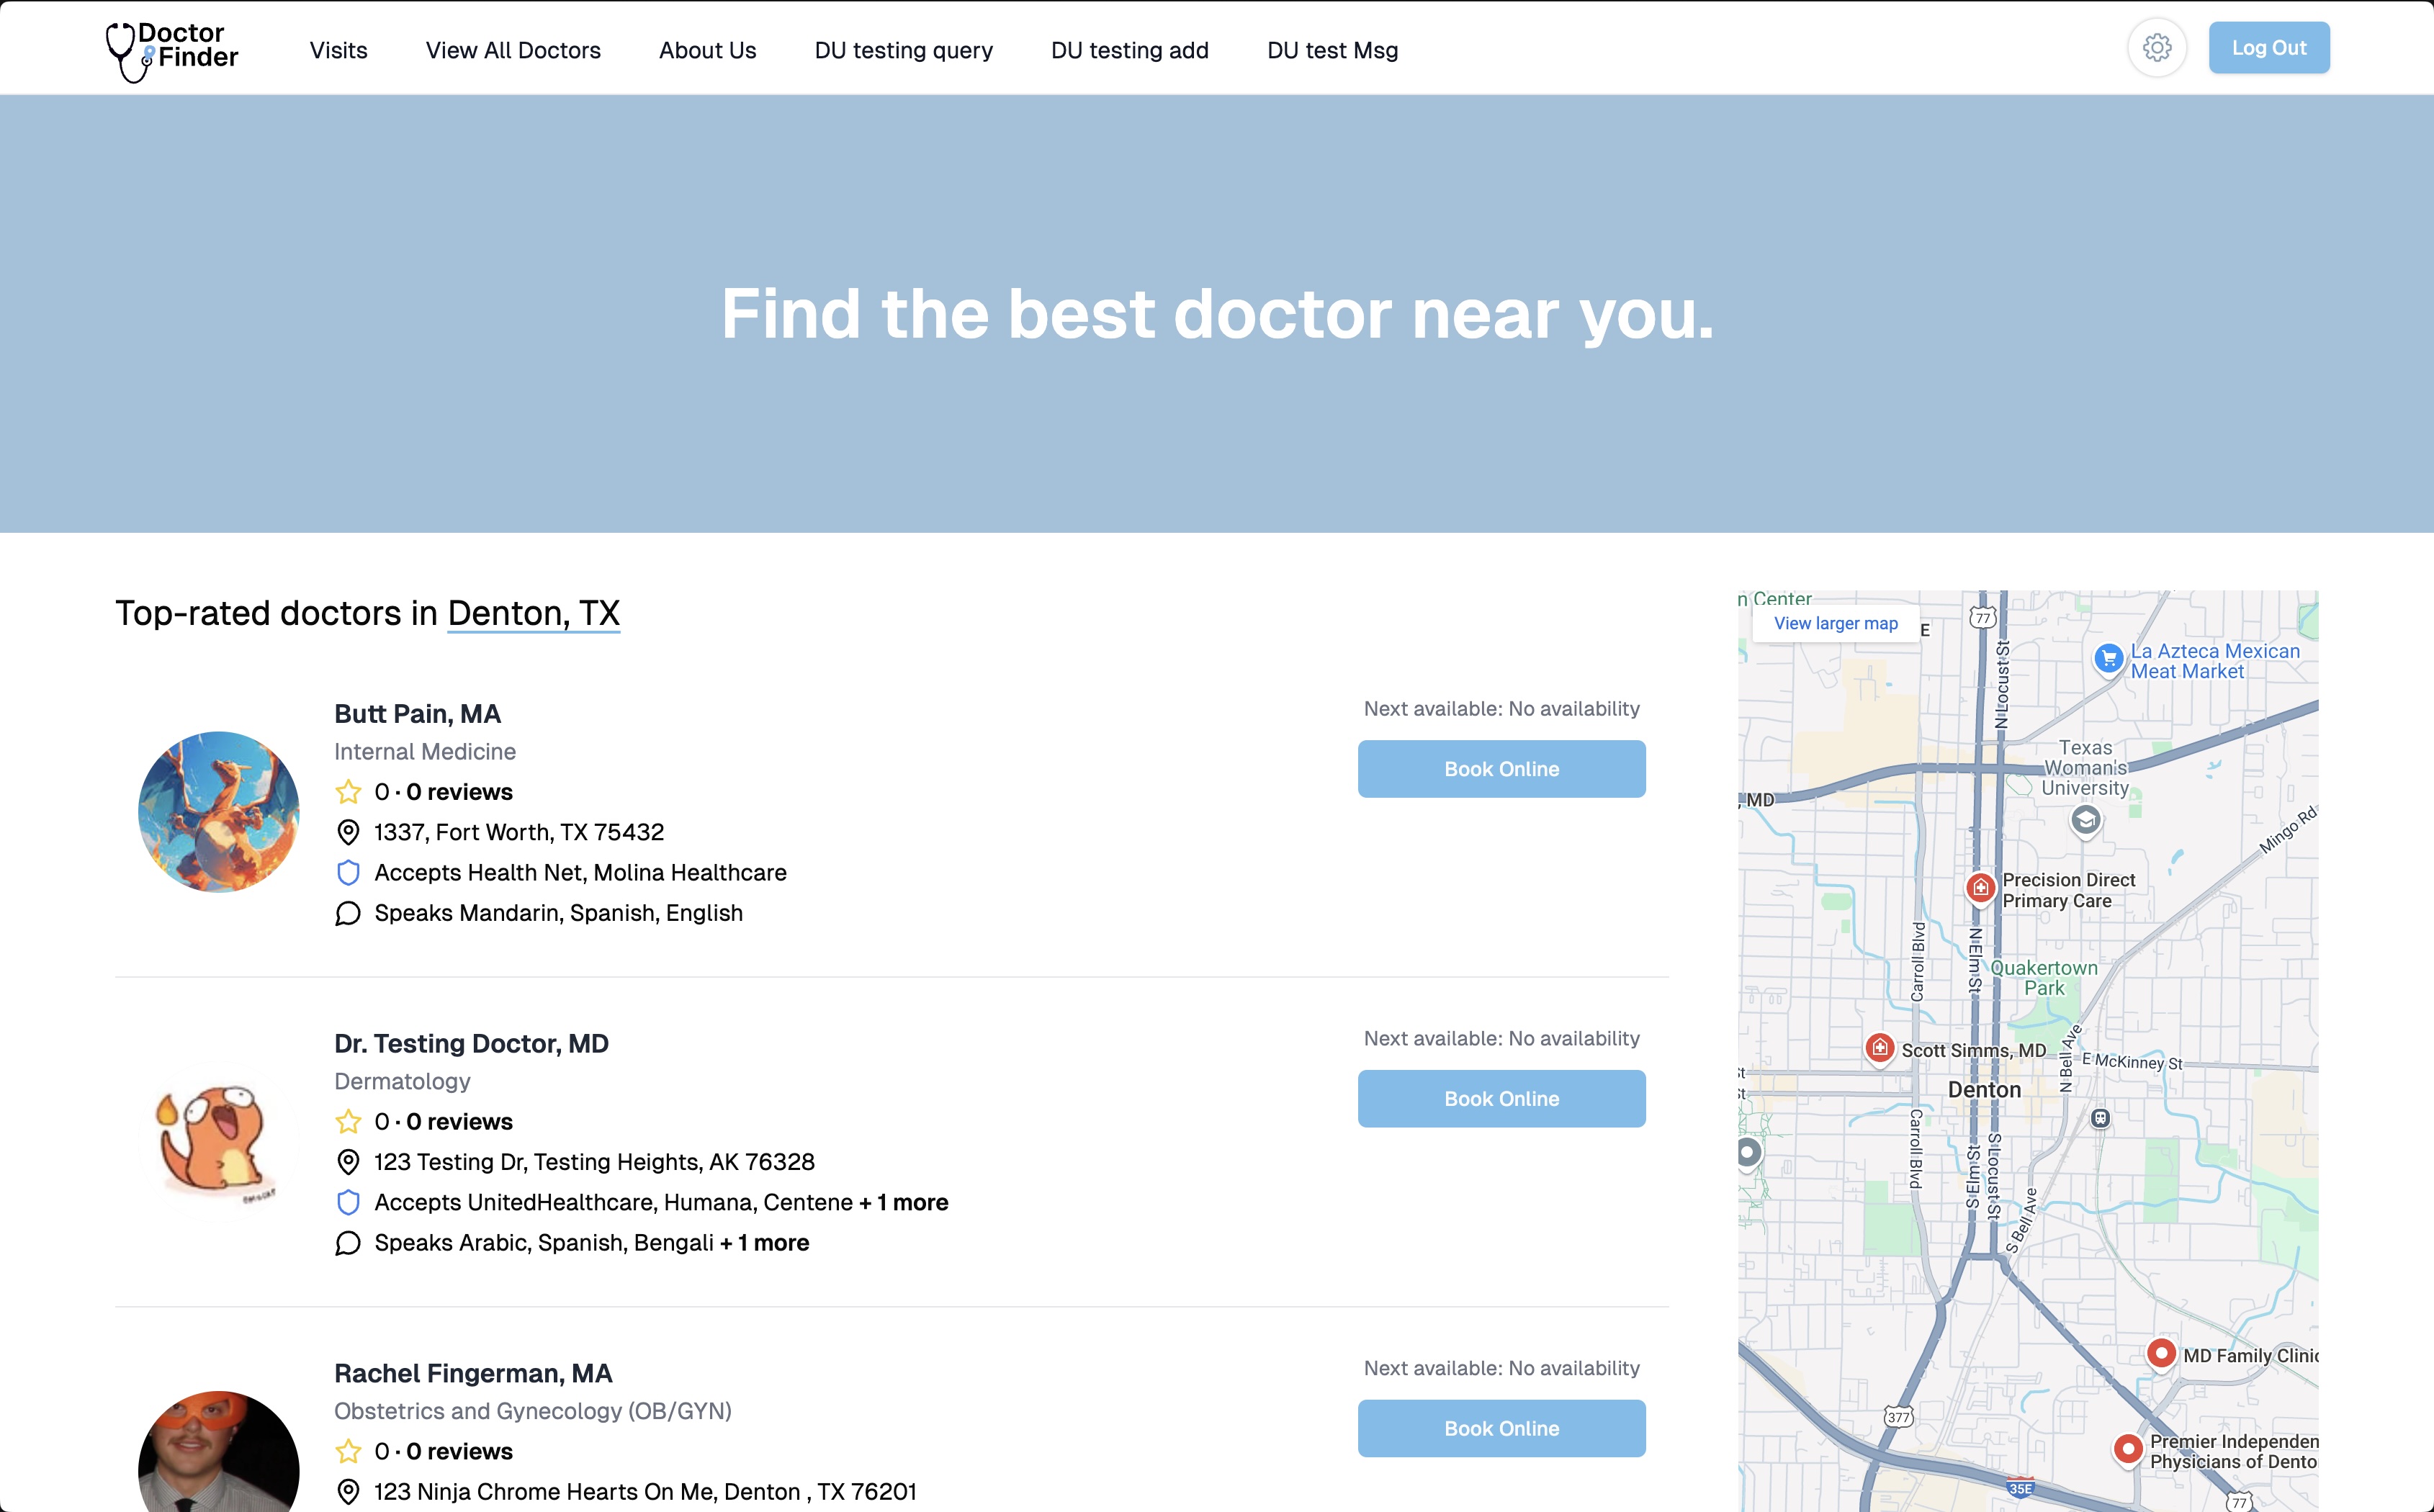 Doctor
Finder
Visits
View All Doctors
About Us
DU testing query
DU testing add
DU test Msg
Log Out
Find the best doctor near you.
Top-rated doctors in Denton, TX
Butt Pain, MA
Internal Medicine
0 · 0 reviews
1337, Fort Worth, TX 75432
Accepts Health Net, Molina Healthcare
Speaks Mandarin, Spanish, English
Next available: No availability
Book Online
Dr. Testing Doctor, MD
Dermatology
0 · 0 reviews
123 Testing Dr, Testing Heights, AK 76328
Accepts UnitedHealthcare, Humana, Centene + 1 more
Speaks Arabic, Spanish, Bengali + 1 more
Next available: No availability
Book Online
Rachel Fingerman, MA
Obstetrics and Gynecology (OB/GYN)
0 · 0 reviews
123 Ninja Chrome Hearts On Me, Denton , TX 76201
Next available: No availability
Book Online
n Center
View larger map
E
77
N Locust St
La Azteca Mexican
Meat Market
Texas
Woman's
University
, MD
Mingo Rd
Precision Direct
Primary Care
Carroll Blvd
N Elm St
Quakertown
Park
Scott Simms, MD
N Bell Ave
E McKinney St
Denton
st
st
Carroll Blvd
S Elm St
S Locust St
S Bell Ave
MD Family Clinic
377
Premier Independen
Physicians of Dento
35E
77